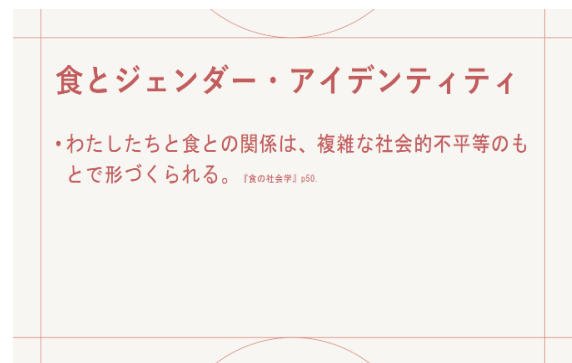 食とジェンダー・アイデンティティ
• わたしたちと食との関係は、複雑な社会的不平等のも
とで形づくられる。『食の社会学』p50.